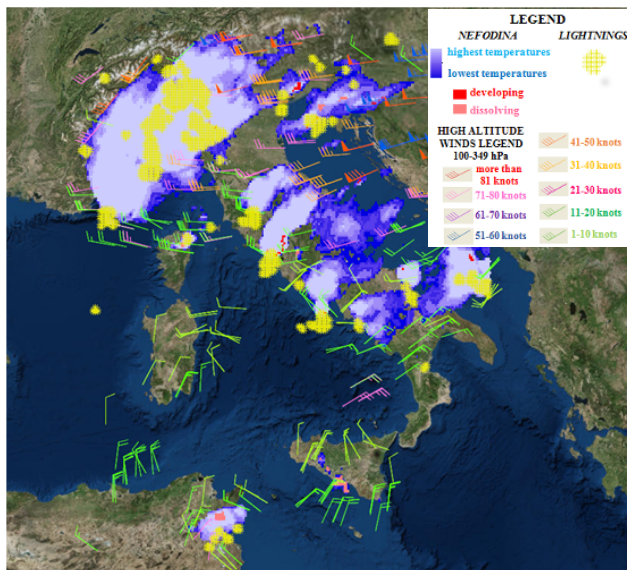 LEGEND
NEFODINA LIGHTNINGS
highest temperatures
lowest temperatures
developing
dissolving
HIGH ALTITUDE
WINDS LEGEND
100-349 hPa
more than
81 knots
71-80 knots
61-70 knots
51-60 knots
41-50 knots
31-40 knots
21-30 knots
11-20 knots
1-10 knots